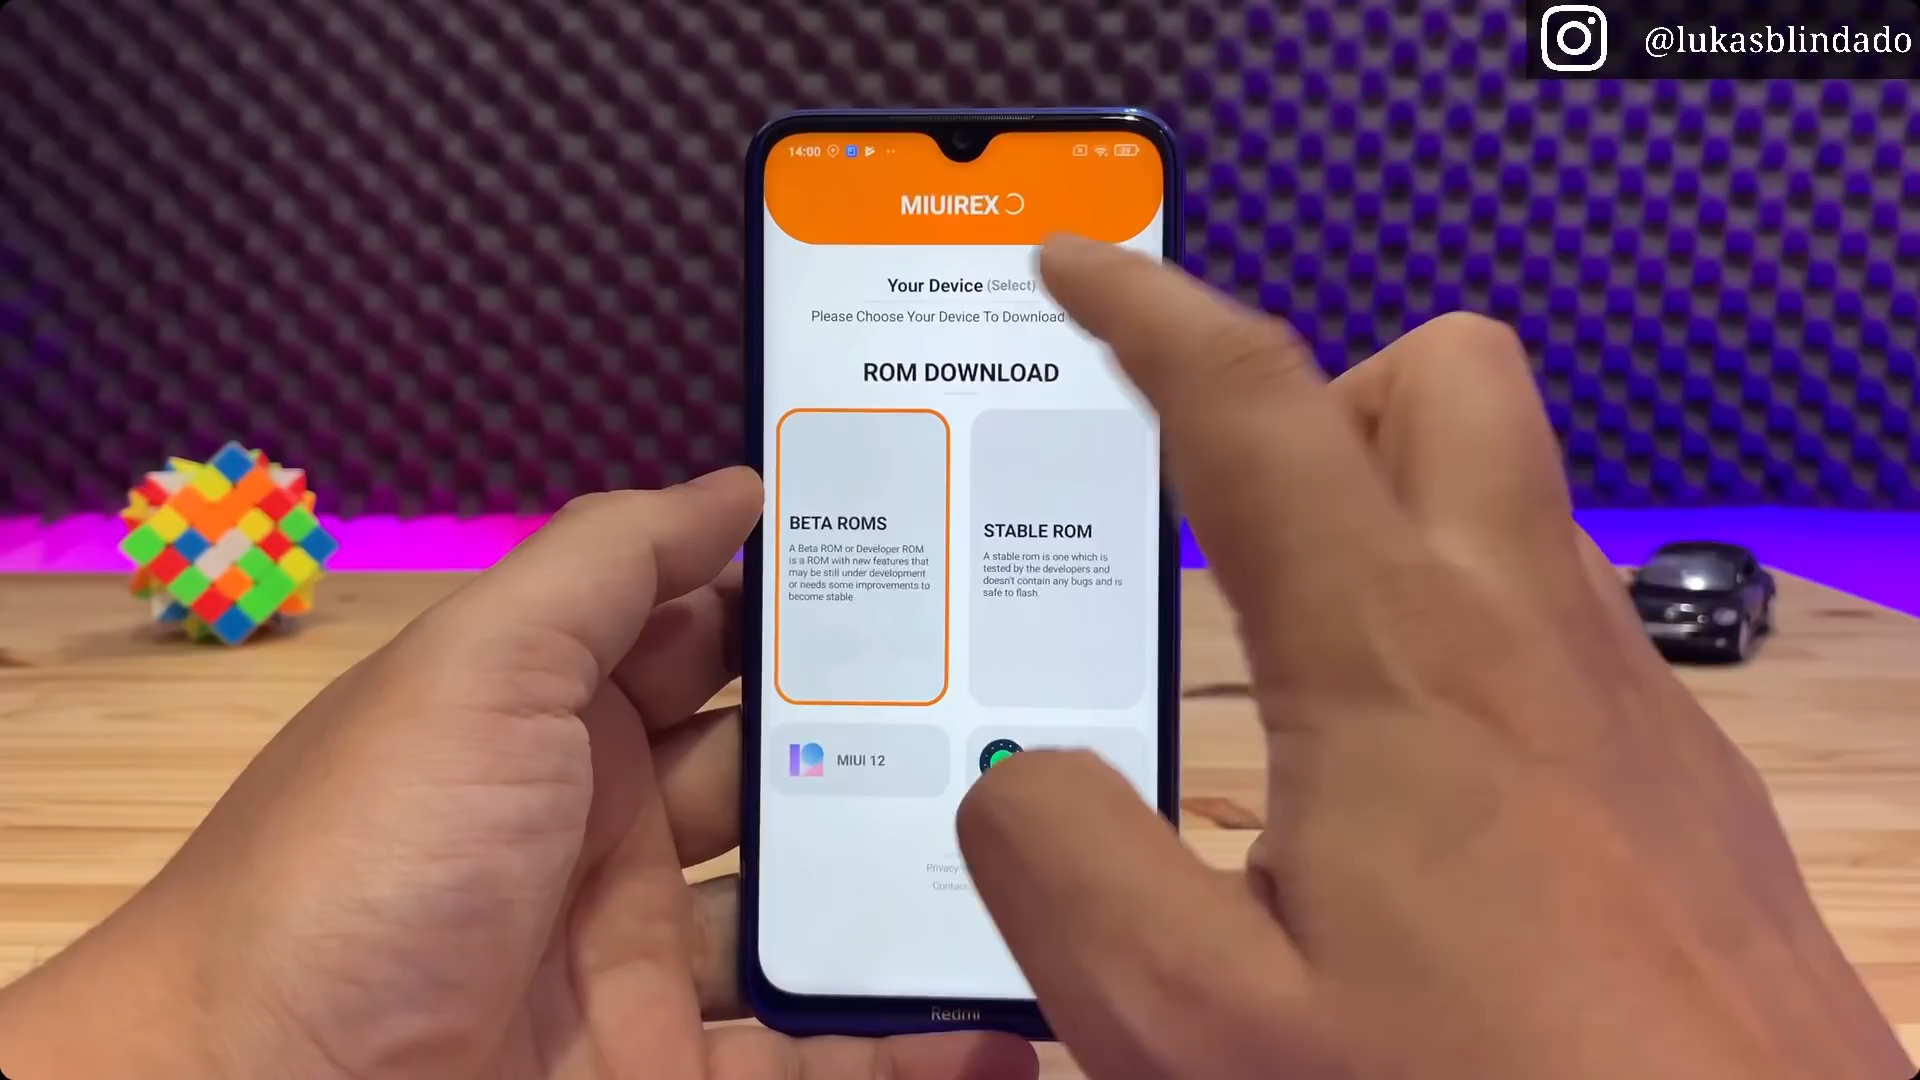 @lukasblindado
14:00
MIUIREX
Your Device (Select)
Please Choose Your Device To Download
ROM DOWNLOAD
BETA ROMS
A Beta ROM or Developer ROM
is a ROM with new features that
may be still under development
or needs some improvements to
become stable.
STABLE ROM
A stable rom is one which is
tested by the developers and
doesn't contain any bugs and is
safe to flash
MIUI 12
Privacy
Redmi